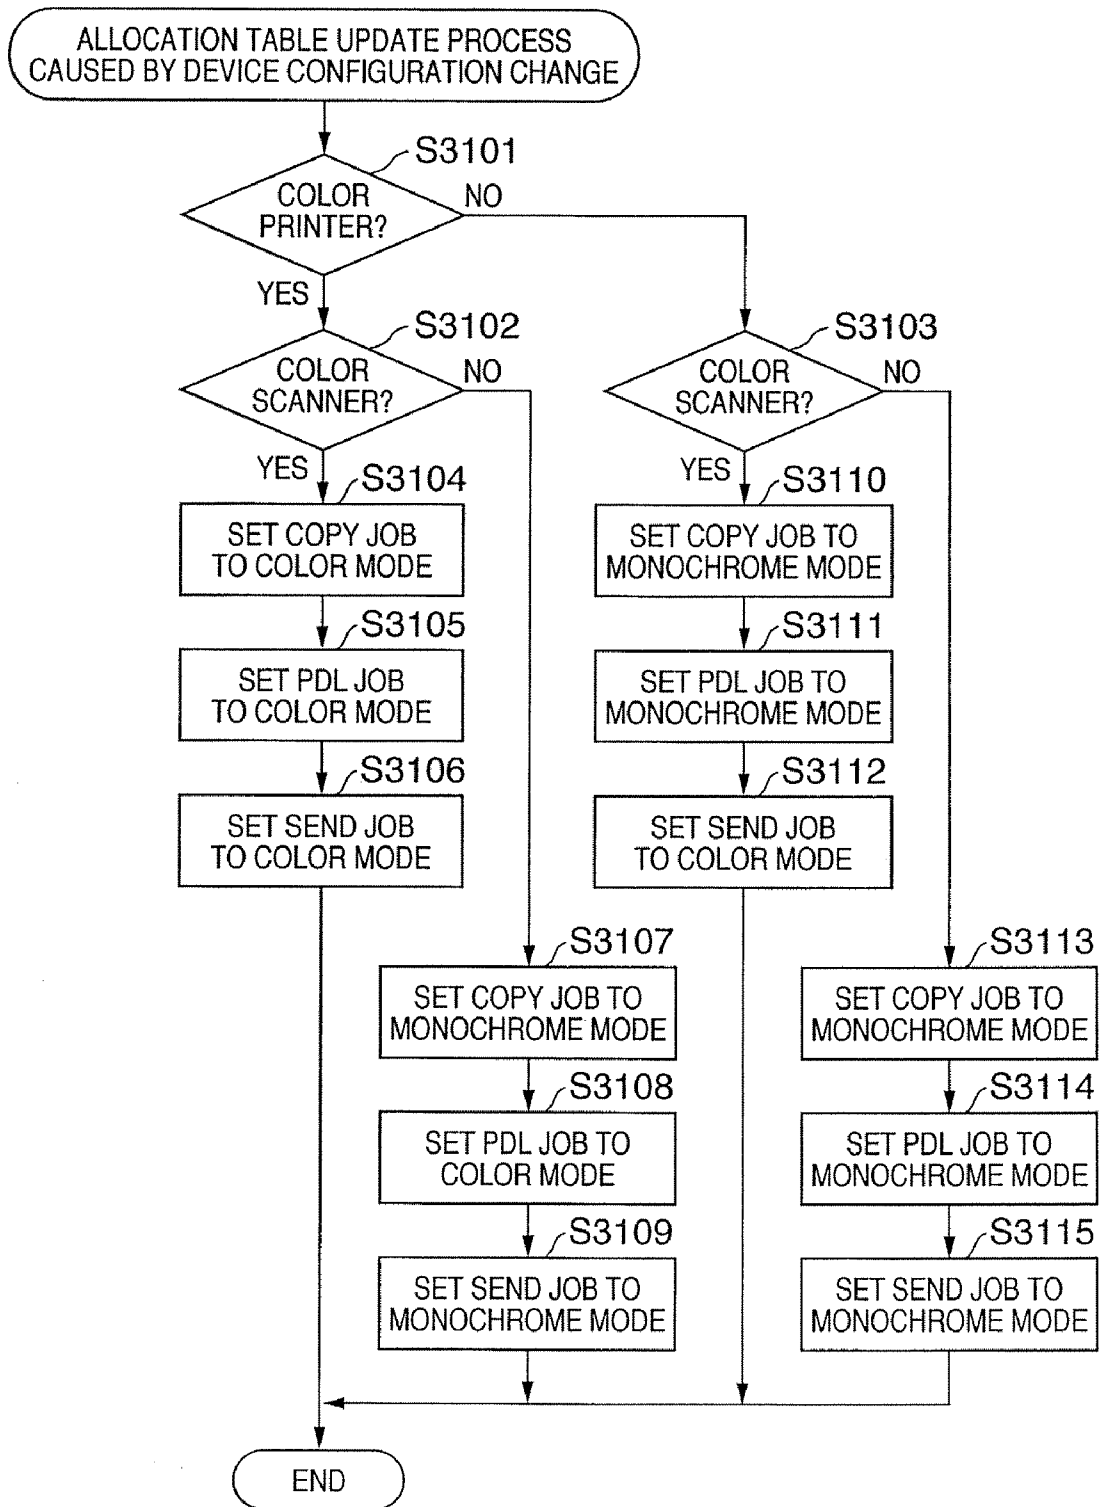 ALLOCATION TABLE UPDATE PROCESS
CAUSED BY DEVICE CONFIGURATION CHANGE
S3101
COLOR
PRINTER?
NO
YES
S3102
COLOR
SCANNER?
NO
YES
S3103
COLOR
SCANNER?
NO
YES
S3104
SET COPY JOB
TO COLOR MODE
S3105
SET PDL JOB
TO COLOR MODE
S3106
SET SEND JOB
TO COLOR MODE
S3110
SET COPY JOB TO
MONOCHROME MODE
S3111
SET PDL JOB TO
MONOCHROME MODE
S3112
SET SEND JOB
TO COLOR MODE
S3107
SET COPY JOB TO
MONOCHROME MODE
S3108
SET PDL JOB TO
COLOR MODE
S3109
SET SEND JOB TO
MONOCHROME MODE
S3113
SET COPY JOB TO
MONOCHROME MODE
S3114
SET PDL JOB TO
MONOCHROME MODE
S3115
SET SEND JOB TO
MONOCHROME MODE
END